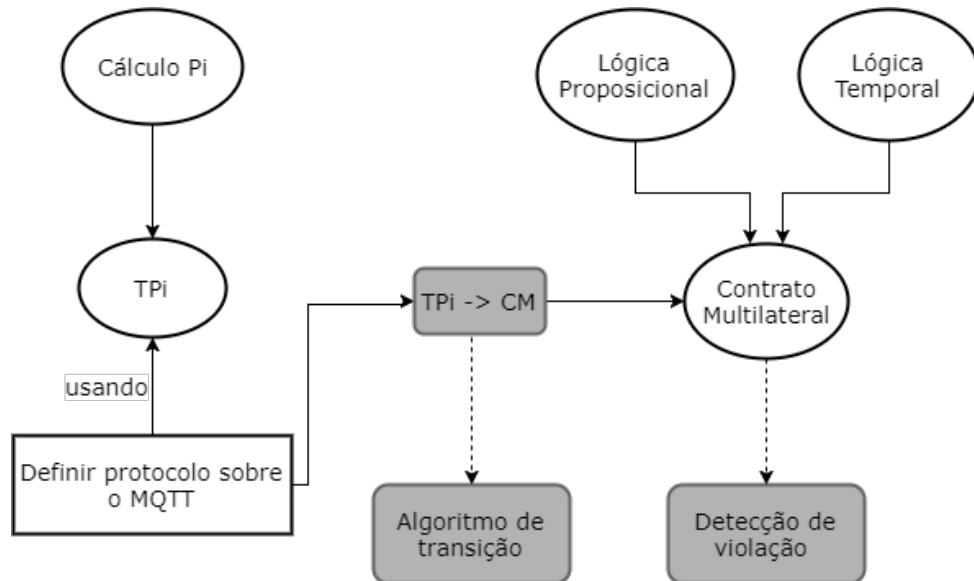 Cálculo Pi
Lógica
Proposicional
Lógica
Temporal
TPi
TPi -> CM
Contrato
Multilateral
usando
Definir protocolo sobre
o MQTT
Algoritmo de
transição
Detecção de
violação